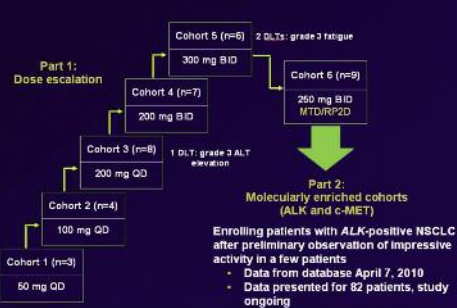 Part 1:
Dose escalation
Cohort 5 (n=6)
300 mg BID
2 DLTs: grade 3 fatigue
Cohort 6 (n=9)
250 mg BID
MTD/RP2D
Cohort 4 (n=7)
200 mg BID
Cohort 3 (n=8)
200 mg QD
1 DLT: grade 3 ALT
elevation
Cohort 2 (n=4)
100 mg QD
Cohort 1 (n=3)
50 mg QD
Part 2:
Molecularly enriched cohorts
(ALK and c-MET)
Enrolling patients with ALK-positive NSCLC
after preliminary observation of impressive
activity in a few patients
• Data from database April 7, 2010
• Data presented for 82 patients, study
ongoing